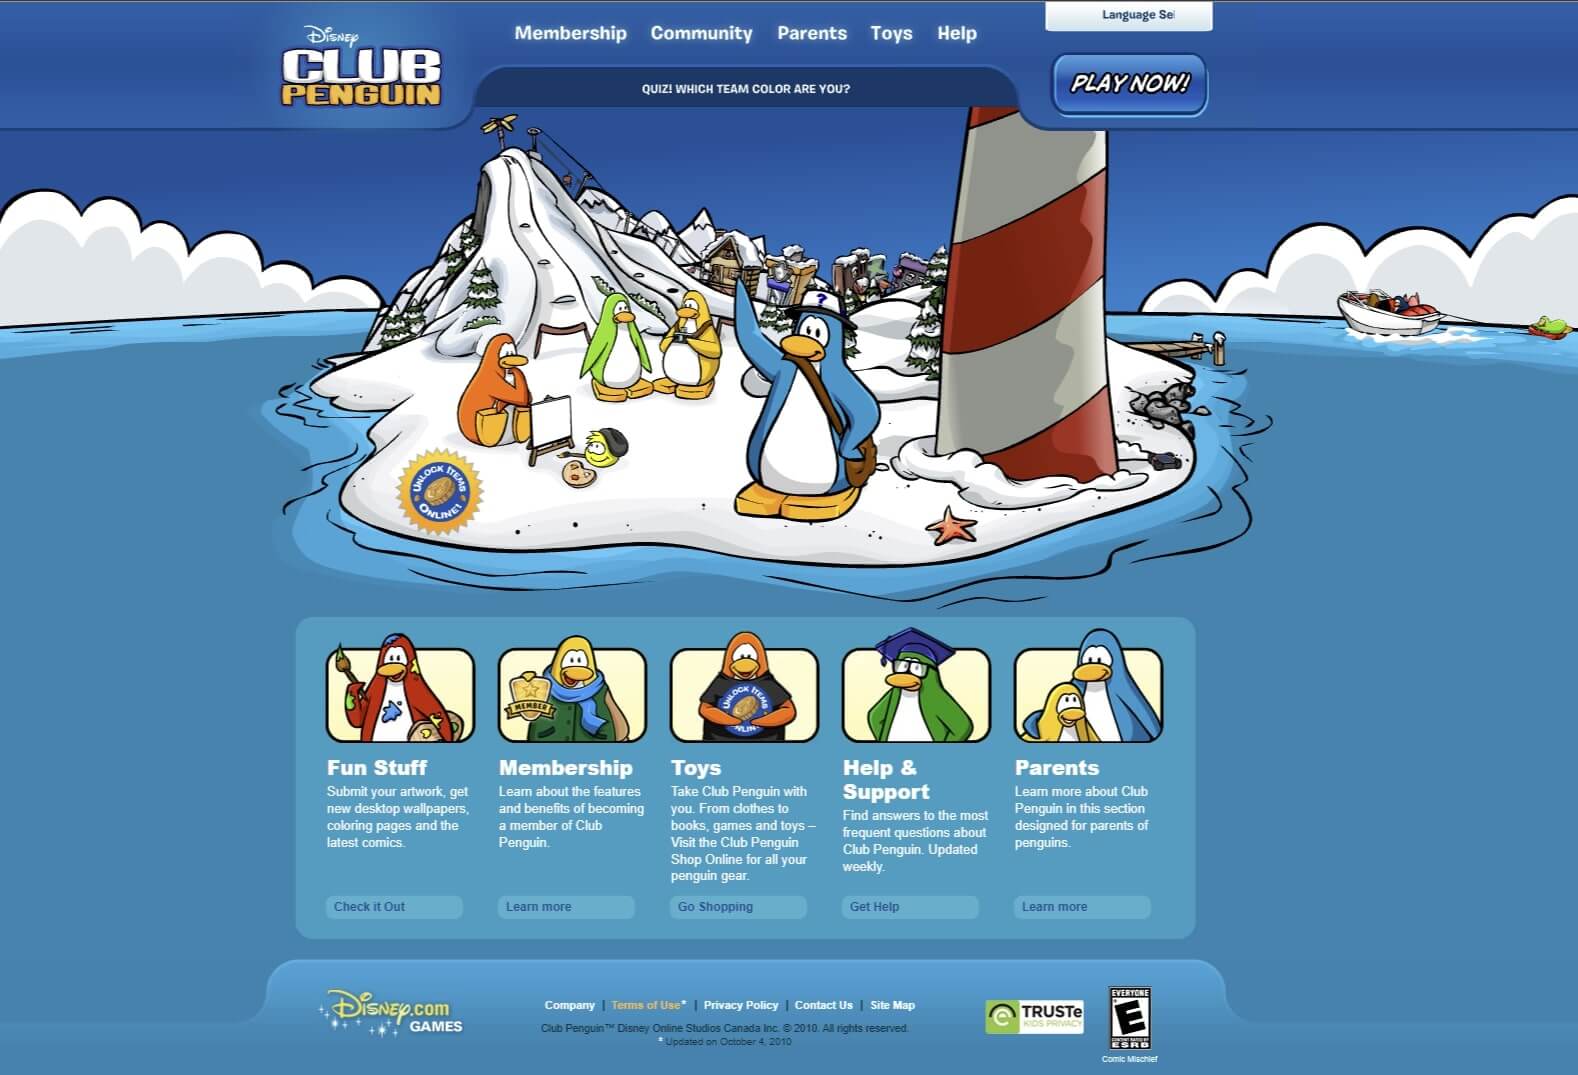 Disney
CLUB
PENGUIN
Membership Community Parents Toys Help
Language Sel
QUIZ! WHICH TEAM COLOR ARE YOU?
PLAY NOW!
?
UNLOCK ITEMS
ONLINE!
MEMBER
UNLOCK ITEMS
ONLIN
Fun Stuff
Submit your artwork, get
new desktop wallpapers,
coloring pages and the
latest comics.
Check it Out
Membership
Learn about the features
and benefits of becoming
a member of Club
Penguin.
Learn more
Toys
Take Club Penguin with
you. From clothes to
books, games and toys –
Visit the Club Penguin
Shop Online for all your
penguin gear.
Go Shopping
Help &
Support
Find answers to the most
frequent questions about
Club Penguin. Updated
weekly.
Get Help
Parents
Learn more about Club
Penguin in this section
designed for parents of
penguins.
Learn more
Disney.com
GAMES
Company | Terms of Use* | Privacy Policy | Contact Us | Site Map
Club Penguin™ Disney Online Studios Canada Inc. © 2010. All rights reserved.
* Updated on October 4, 2010
TRUSTe
KIDS PRIVACY
EVERYONE
E
CONTENT RATED BY
ESRB
Comic Mischief